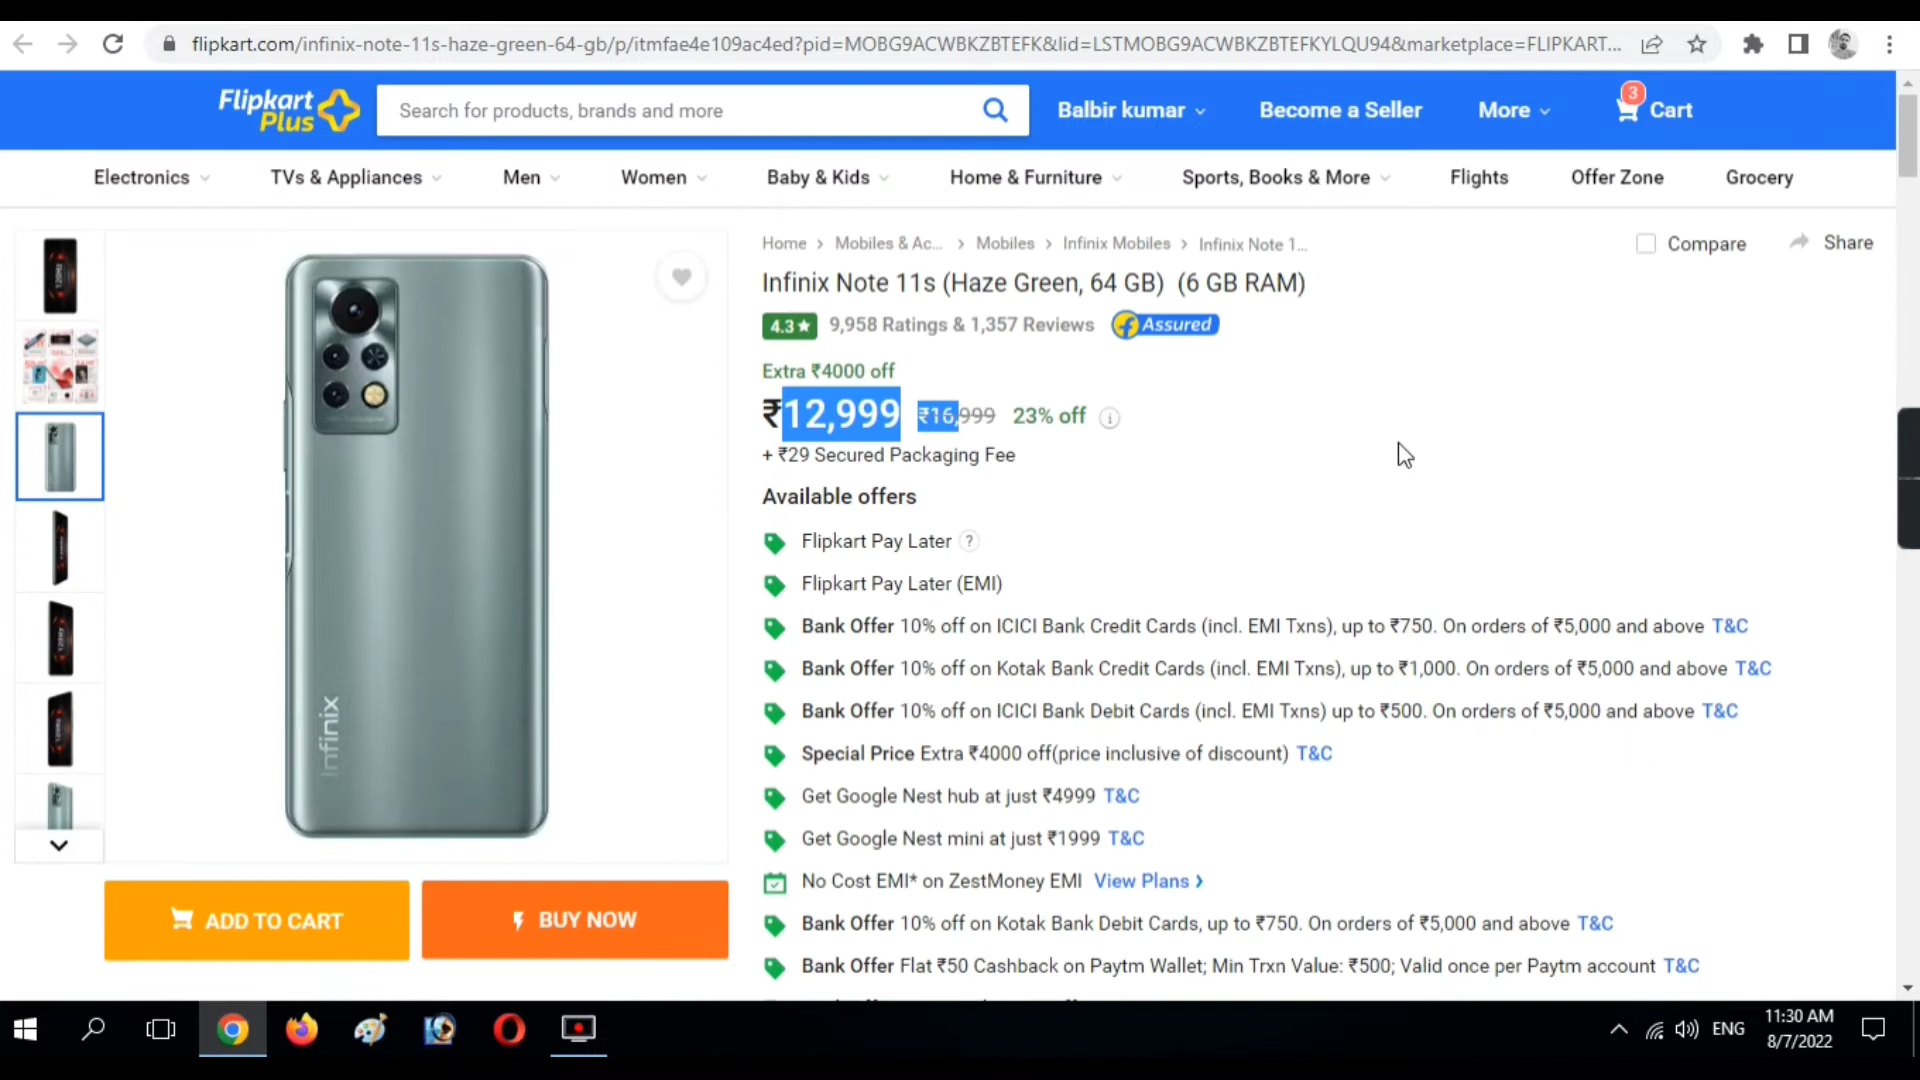 flipkart.com/infinix-note-11s-haze-green-64-gb/p/itmfae4e109ac4ed?pid=MOBG9ACWBKZBTEFK&lid=LSTMOBG9ACWBKZBTEFKYLQU94&marketplace=FLIPKART...
Flipkart Plus
Search for products, brands and more
Balbir kumar
Become a Seller
More
3
Cart
Electronics
TVs & Appliances
Men
Women
Baby & Kids
Home & Furniture
Sports, Books & More
Flights
Offer Zone
Grocery
Home > Mobiles & Ac... > Mobiles > Infinix Mobiles > Infinix Note 1...
Compare
Share
Infinix Note 11s (Haze Green, 64 GB) (6 GB RAM)
4.3★ 9,958 Ratings & 1,357 Reviews
Assured
Extra ₹4000 off
₹12,999 ₹16,999 23% off
+ ₹29 Secured Packaging Fee
Available offers
Flipkart Pay Later ?
Flipkart Pay Later (EMI)
Bank Offer 10% off on ICICI Bank Credit Cards (incl. EMI Txns), up to ₹750. On orders of ₹5,000 and above T&C
Bank Offer 10% off on Kotak Bank Credit Cards (incl. EMI Txns), up to ₹1,000. On orders of ₹5,000 and above T&C
Bank Offer 10% off on ICICI Bank Debit Cards (incl. EMI Txns) up to ₹500. On orders of ₹5,000 and above T&C
Special Price Extra ₹4000 off(price inclusive of discount) T&C
Get Google Nest hub at just ₹4999 T&C
Get Google Nest mini at just ₹1999 T&C
No Cost EMI* on ZestMoney EMI View Plans >
Bank Offer 10% off on Kotak Bank Debit Cards, up to ₹750. On orders of ₹5,000 and above T&C
Bank Offer Flat ₹50 Cashback on Paytm Wallet; Min Trxn Value: ₹500; Valid once per Paytm account T&C
Infinix
ADD TO CART
BUY NOW
ENG
11:30 AM
8/7/2022